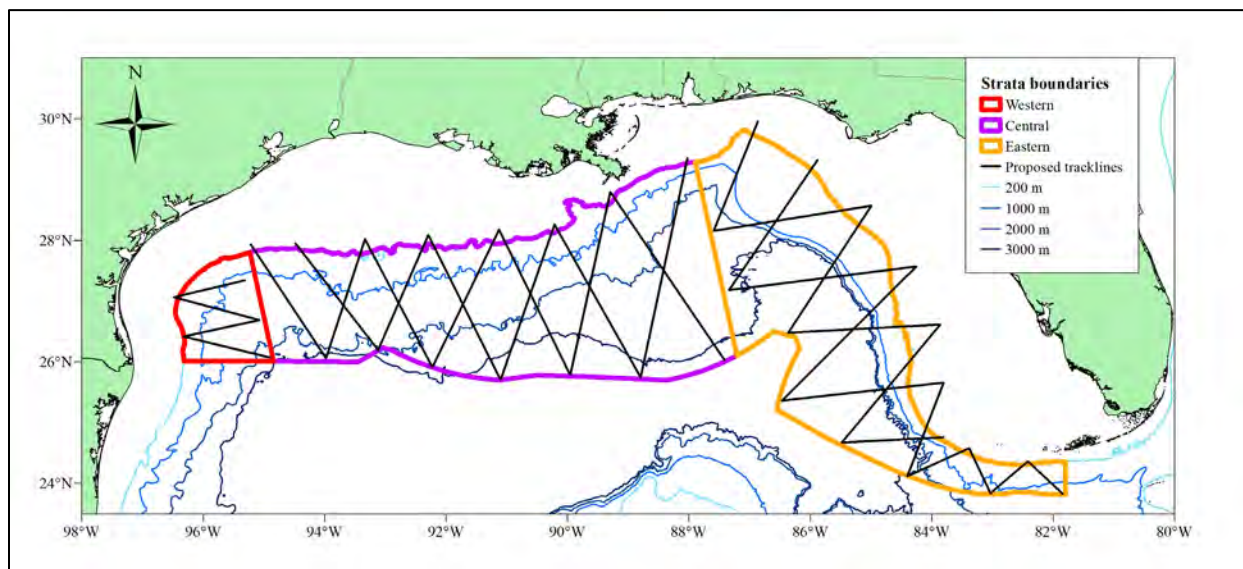 N
30°N
28°N
26°N
24°N
98°W
96°W
94°W
92°W
90°W
88°W
86°W
84°W
82°W
80°W
Strata boundaries
Western
Central
Eastern
Proposed tracklines
200 m
1000 m
2000 m
3000 m